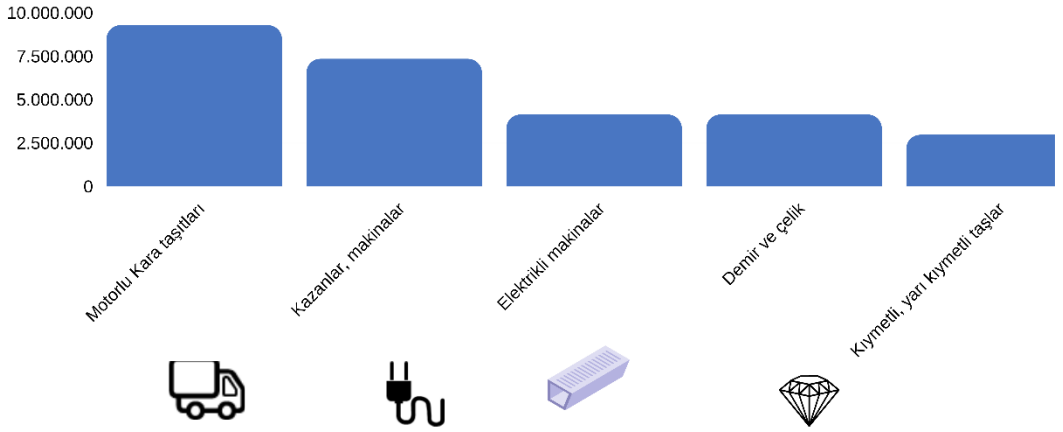 10.000.000
7.500.000
5.000.000
2.500.000
0
Motorlu Kara taşıtları
Kazanlar, makinalar
Elektrikli makinalar
Demir ve çelik
Kıymetli, yarı kıymetli taşlar